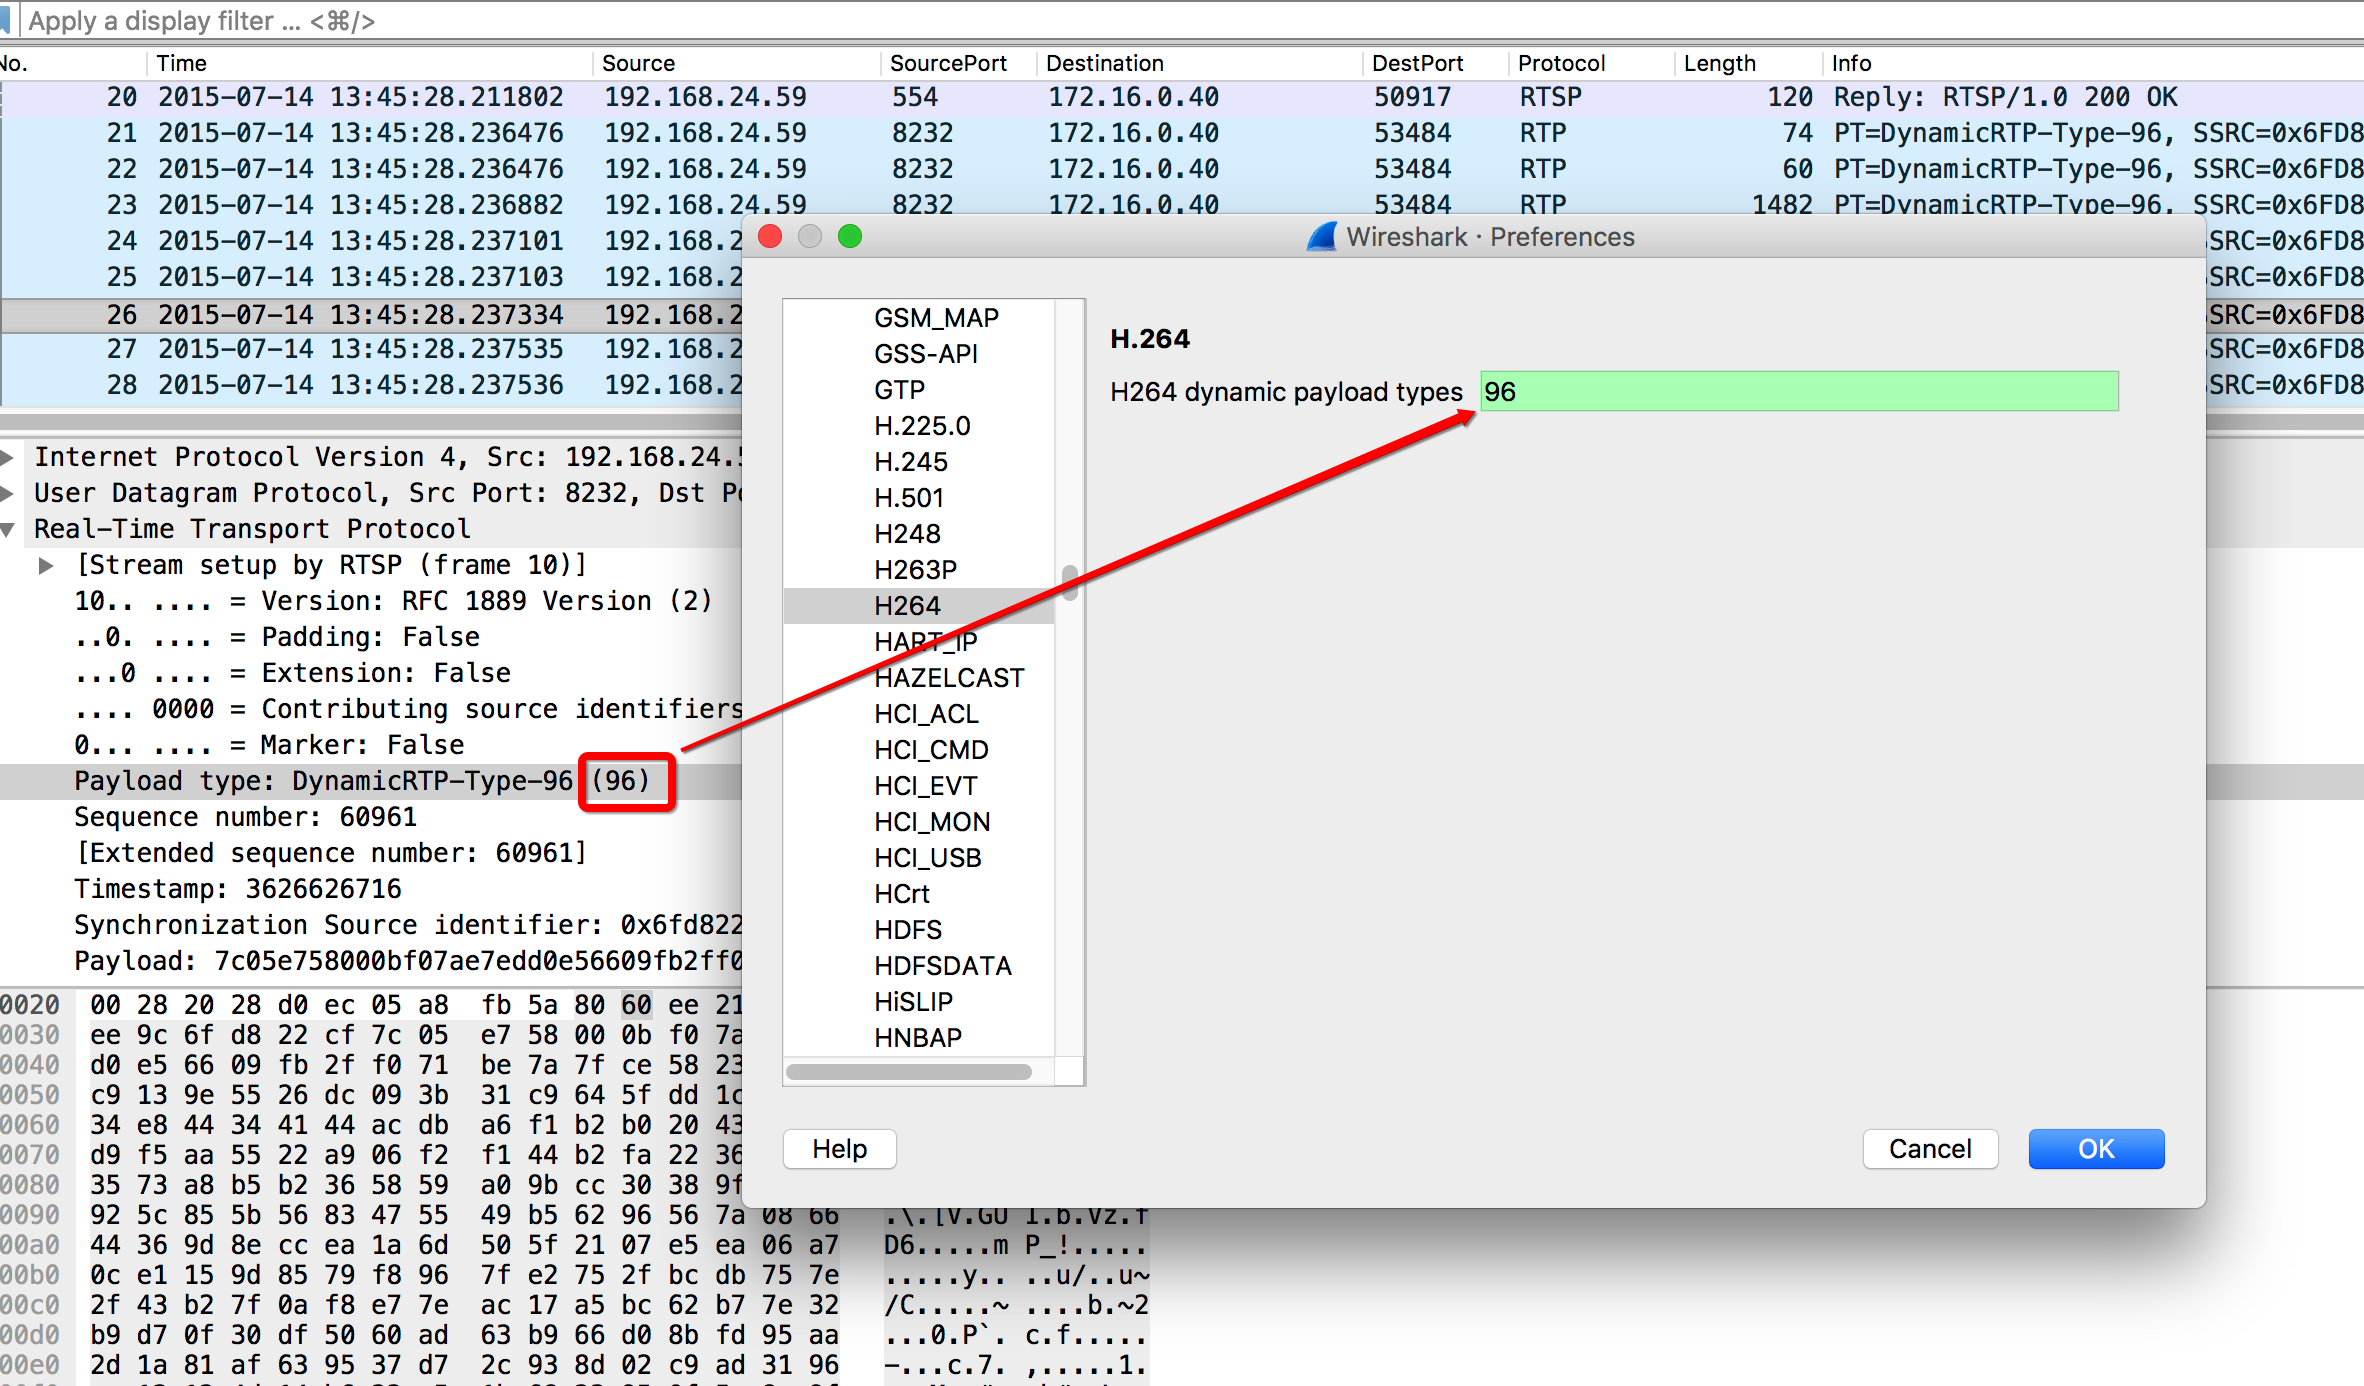 Apply a display filter ... <⌘/>
No. Time Source SourcePort Destination DestPort Protocol Length Info
20 2015-07-14 13:45:28.211802 192.168.24.59 554 172.16.0.40 50917 RTSP 120 Reply: RTSP/1.0 200 OK
21 2015-07-14 13:45:28.236476 192.168.24.59 8232 172.16.0.40 53484 RTP 74 PT=DynamicRTP-Type-96, SSRC=0x6FD8
22 2015-07-14 13:45:28.236476 192.168.24.59 8232 172.16.0.40 53484 RTP 60 PT=DynamicRTP-Type-96, SSRC=0x6FD8
23 2015-07-14 13:45:28.236882 192.168.24.59 8232 172.16.0.40 53484 RTP 1482 PT=DynamicRTP-Type-96, SSRC=0x6FD8
24 2015-07-14 13:45:28.237101 192.168.2 SSRC=0x6FD8
25 2015-07-14 13:45:28.237103 192.168.2 SSRC=0x6FD8
26 2015-07-14 13:45:28.237334 192.168.2 SSRC=0x6FD8
27 2015-07-14 13:45:28.237535 192.168.2 SSRC=0x6FD8
28 2015-07-14 13:45:28.237536 192.168.2 SSRC=0x6FD8
Internet Protocol Version 4, Src: 192.168.24.5
User Datagram Protocol, Src Port: 8232, Dst Po
Real-Time Transport Protocol
[Stream setup by RTSP (frame 10)]
10.. .... = Version: RFC 1889 Version (2)
..0. .... = Padding: False
...0 .... = Extension: False
.... 0000 = Contributing source identifiers
0... .... = Marker: False
Payload type: DynamicRTP-Type-96 (96)
Sequence number: 60961
[Extended sequence number: 60961]
Timestamp: 3626626716
Synchronization Source identifier: 0x6fd822
Payload: 7c05e758000bf07ae7edd0e56609fb2ff0
0020 00 28 20 28 d0 ec 05 a8 fb 5a 80 60 ee 21
0030 ee 9c 6f d8 22 cf 7c 05 e7 58 00 0b f0 7a
0040 d0 e5 66 09 fb 2f f0 71 be 7a 7f ce 58 23
0050 c9 13 9e 55 26 dc 09 3b 31 c9 64 5f dd 1c
0060 34 e8 44 34 41 44 ac db a6 f1 b2 b0 20 43
0070 d9 f5 aa 55 22 a9 06 f2 f1 44 b2 fa 22 36
0080 35 73 a8 b5 b2 36 58 59 a0 9b cc 30 38 9f
0090 92 5c 85 5b 56 83 47 55 49 b5 62 96 56 7a 08 66 .\.[V.GU I.b.Vz.f
00a0 44 36 9d 8e cc ea 1a 6d 50 5f 21 07 e5 ea 06 a7 D6.....m P_!.....
00b0 0c e1 15 9d 85 79 f8 96 7f e2 75 2f bc db 75 7e .....y.. ..u/..u~
00c0 2f 43 b2 7f 0a f8 e7 7e ac 17 a5 bc 62 b7 7e 32 /C.....~ ....b.~2
00d0 b9 d7 0f 30 df 50 60 ad 63 b9 66 d0 8b fd 95 aa ...0.P`. c.f.....
00e0 2d 1a 81 af 63 95 37 d7 2c 93 8d 02 c9 ad 31 96 -...c.7. ,.....1.
Wireshark · Preferences
GSM_MAP
GSS-API
GTP
H.225.0
H.245
H.501
H248
H263P
H264
HART_IP
HAZELCAST
HCI_ACL
HCI_CMD
HCI_EVT
HCI_MON
HCI_USB
HCrt
HDFS
HDFSDATA
HiSLIP
HNBAP
H.264
H264 dynamic payload types 96
Help
Cancel
OK